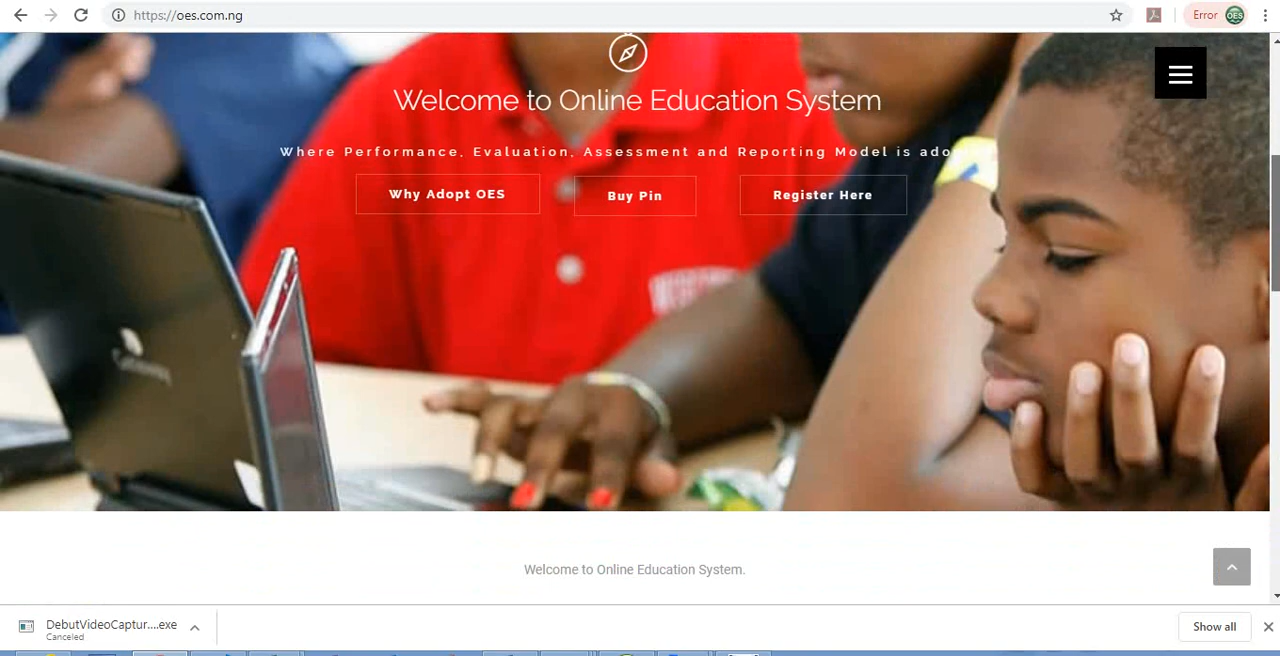 https://oes.com.ng
Error
OES
Welcome to Online Education System
Where Performance, Evaluation, Assessment and Reporting Model is ado
Why Adopt OES
Buy Pin
Register Here
Welcome to Online Education System.
DebutVideoCaptur....exe
Canceled
Show all